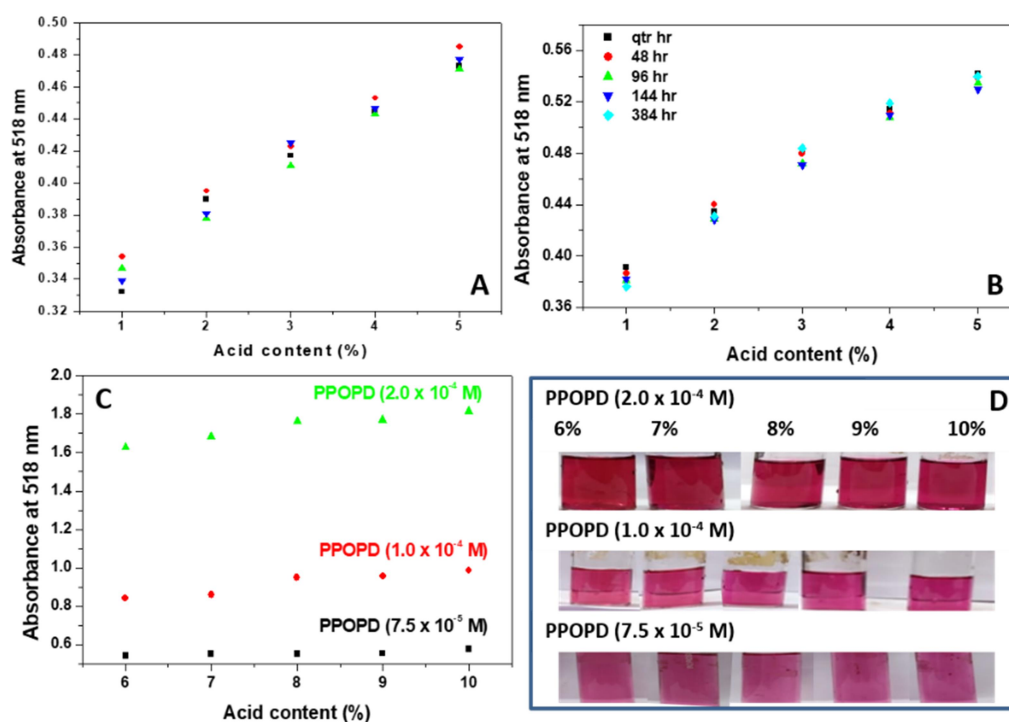 0.50
0.48
0.46
0.44
0.42
0.40
0.38
0.36
0.34
0.32
Absorbance at 518 nm
1 2 3 4 5
Acid content (%)
A
qtr hr
48 hr
96 hr
144 hr
384 hr
0.56
0.52
0.48
0.44
0.40
0.36
Absorbance at 518 nm
1 2 3 4 5
Acid content (%)
B
C
PPOPD (2.0 x 10⁻⁴ M)
PPOPD (1.0 x 10⁻⁴ M)
PPOPD (7.5 x 10⁻⁵ M)
2.0
1.8
1.6
1.4
1.2
1.0
0.8
0.6
Absorbance at 518 nm
6 7 8 9 10
Acid content (%)
PPOPD (2.0 x 10⁻⁴ M) D
6% 7% 8% 9% 10%
PPOPD (1.0 x 10⁻⁴ M)
PPOPD (7.5 x 10⁻⁵ M)